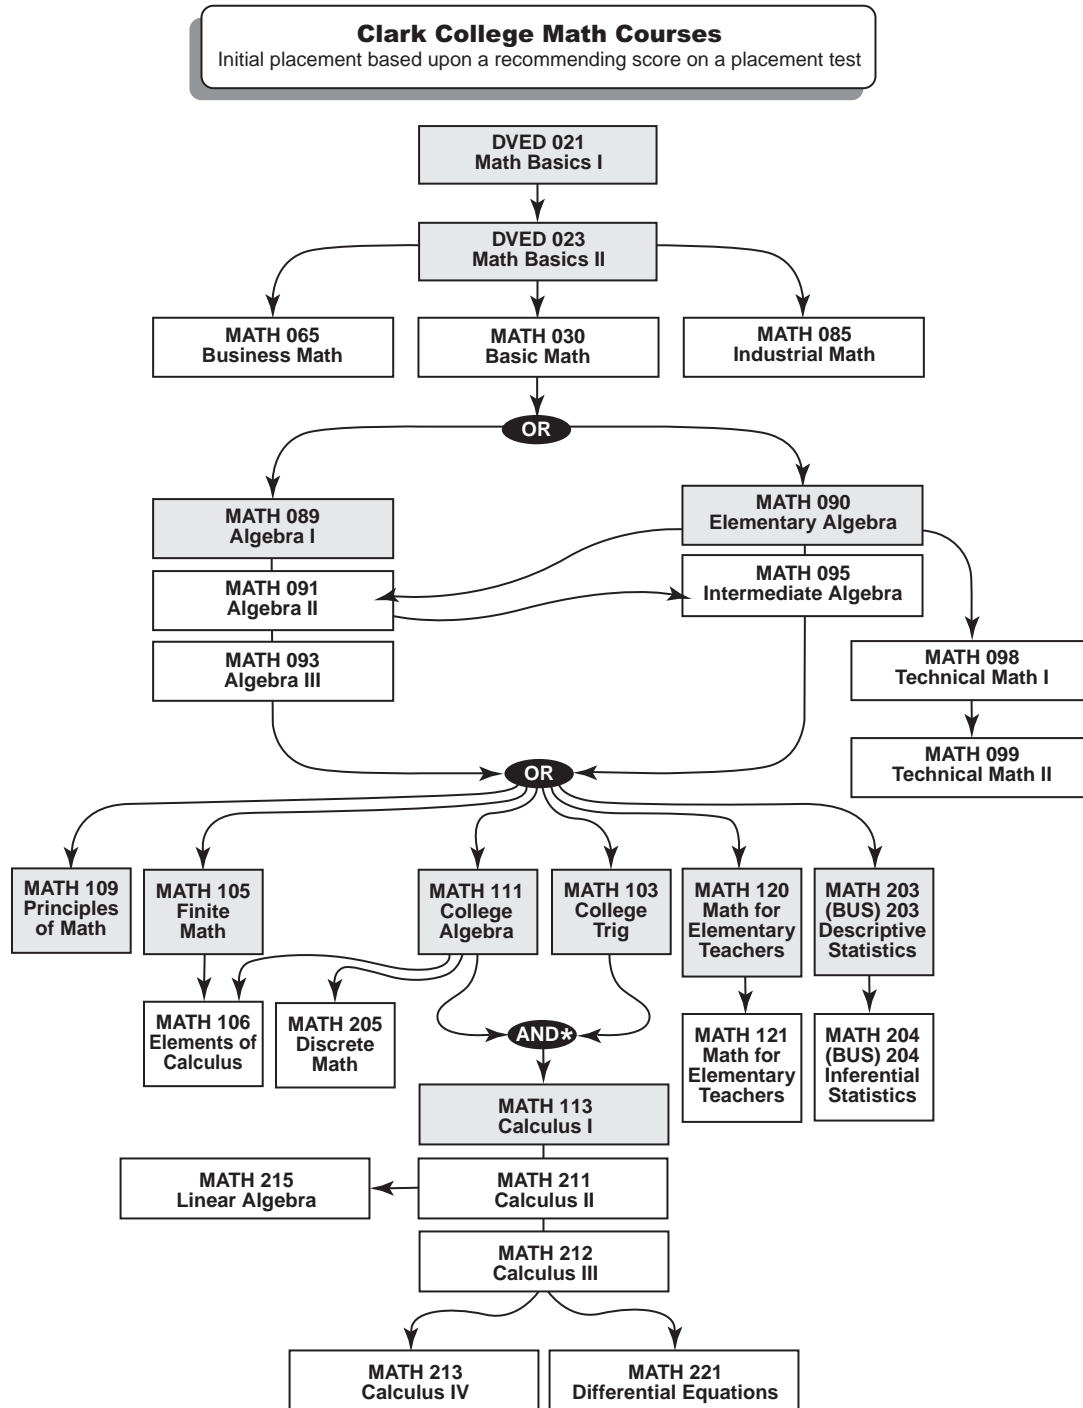 Clark College Math Courses
Initial placement based upon a recommending score on a placement test
DVED 021
Math Basics I
DVED 023
Math Basics II
MATH 065
Business Math
MATH 030
Basic Math
MATH 085
Industrial Math
OR
MATH 089
Algebra I
MATH 090
Elementary Algebra
MATH 091
Algebra II
MATH 095
Intermediate Algebra
MATH 093
Algebra III
MATH 098
Technical Math I
MATH 099
Technical Math II
OR
MATH 109
Principles
of Math
MATH 105
Finite
Math
MATH 111
College
Algebra
MATH 103
College
Trig
MATH 120
Math for
Elementary
Teachers
MATH 203
(BUS) 203
Descriptive
Statistics
MATH 106
Elements of
Calculus
MATH 205
Discrete
Math
AND*
MATH 121
Math for
Elementary
Teachers
MATH 204
(BUS) 204
Inferential
Statistics
MATH 113
Calculus I
MATH 215
Linear Algebra
MATH 211
Calculus II
MATH 212
Calculus III
MATH 213
Calculus IV
MATH 221
Differential Equations